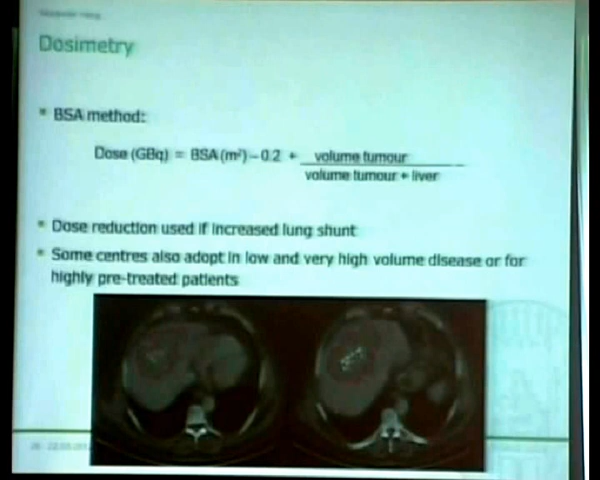 Dosimetry
BSA method:
Dose (GBq) = BSA (m²) – 0.2 + volume tumour
volume tumour + liver
Dose reduction used if increased lung shunt
Some centres also adopt in low and very high volume disease or for
highly pre-treated patients